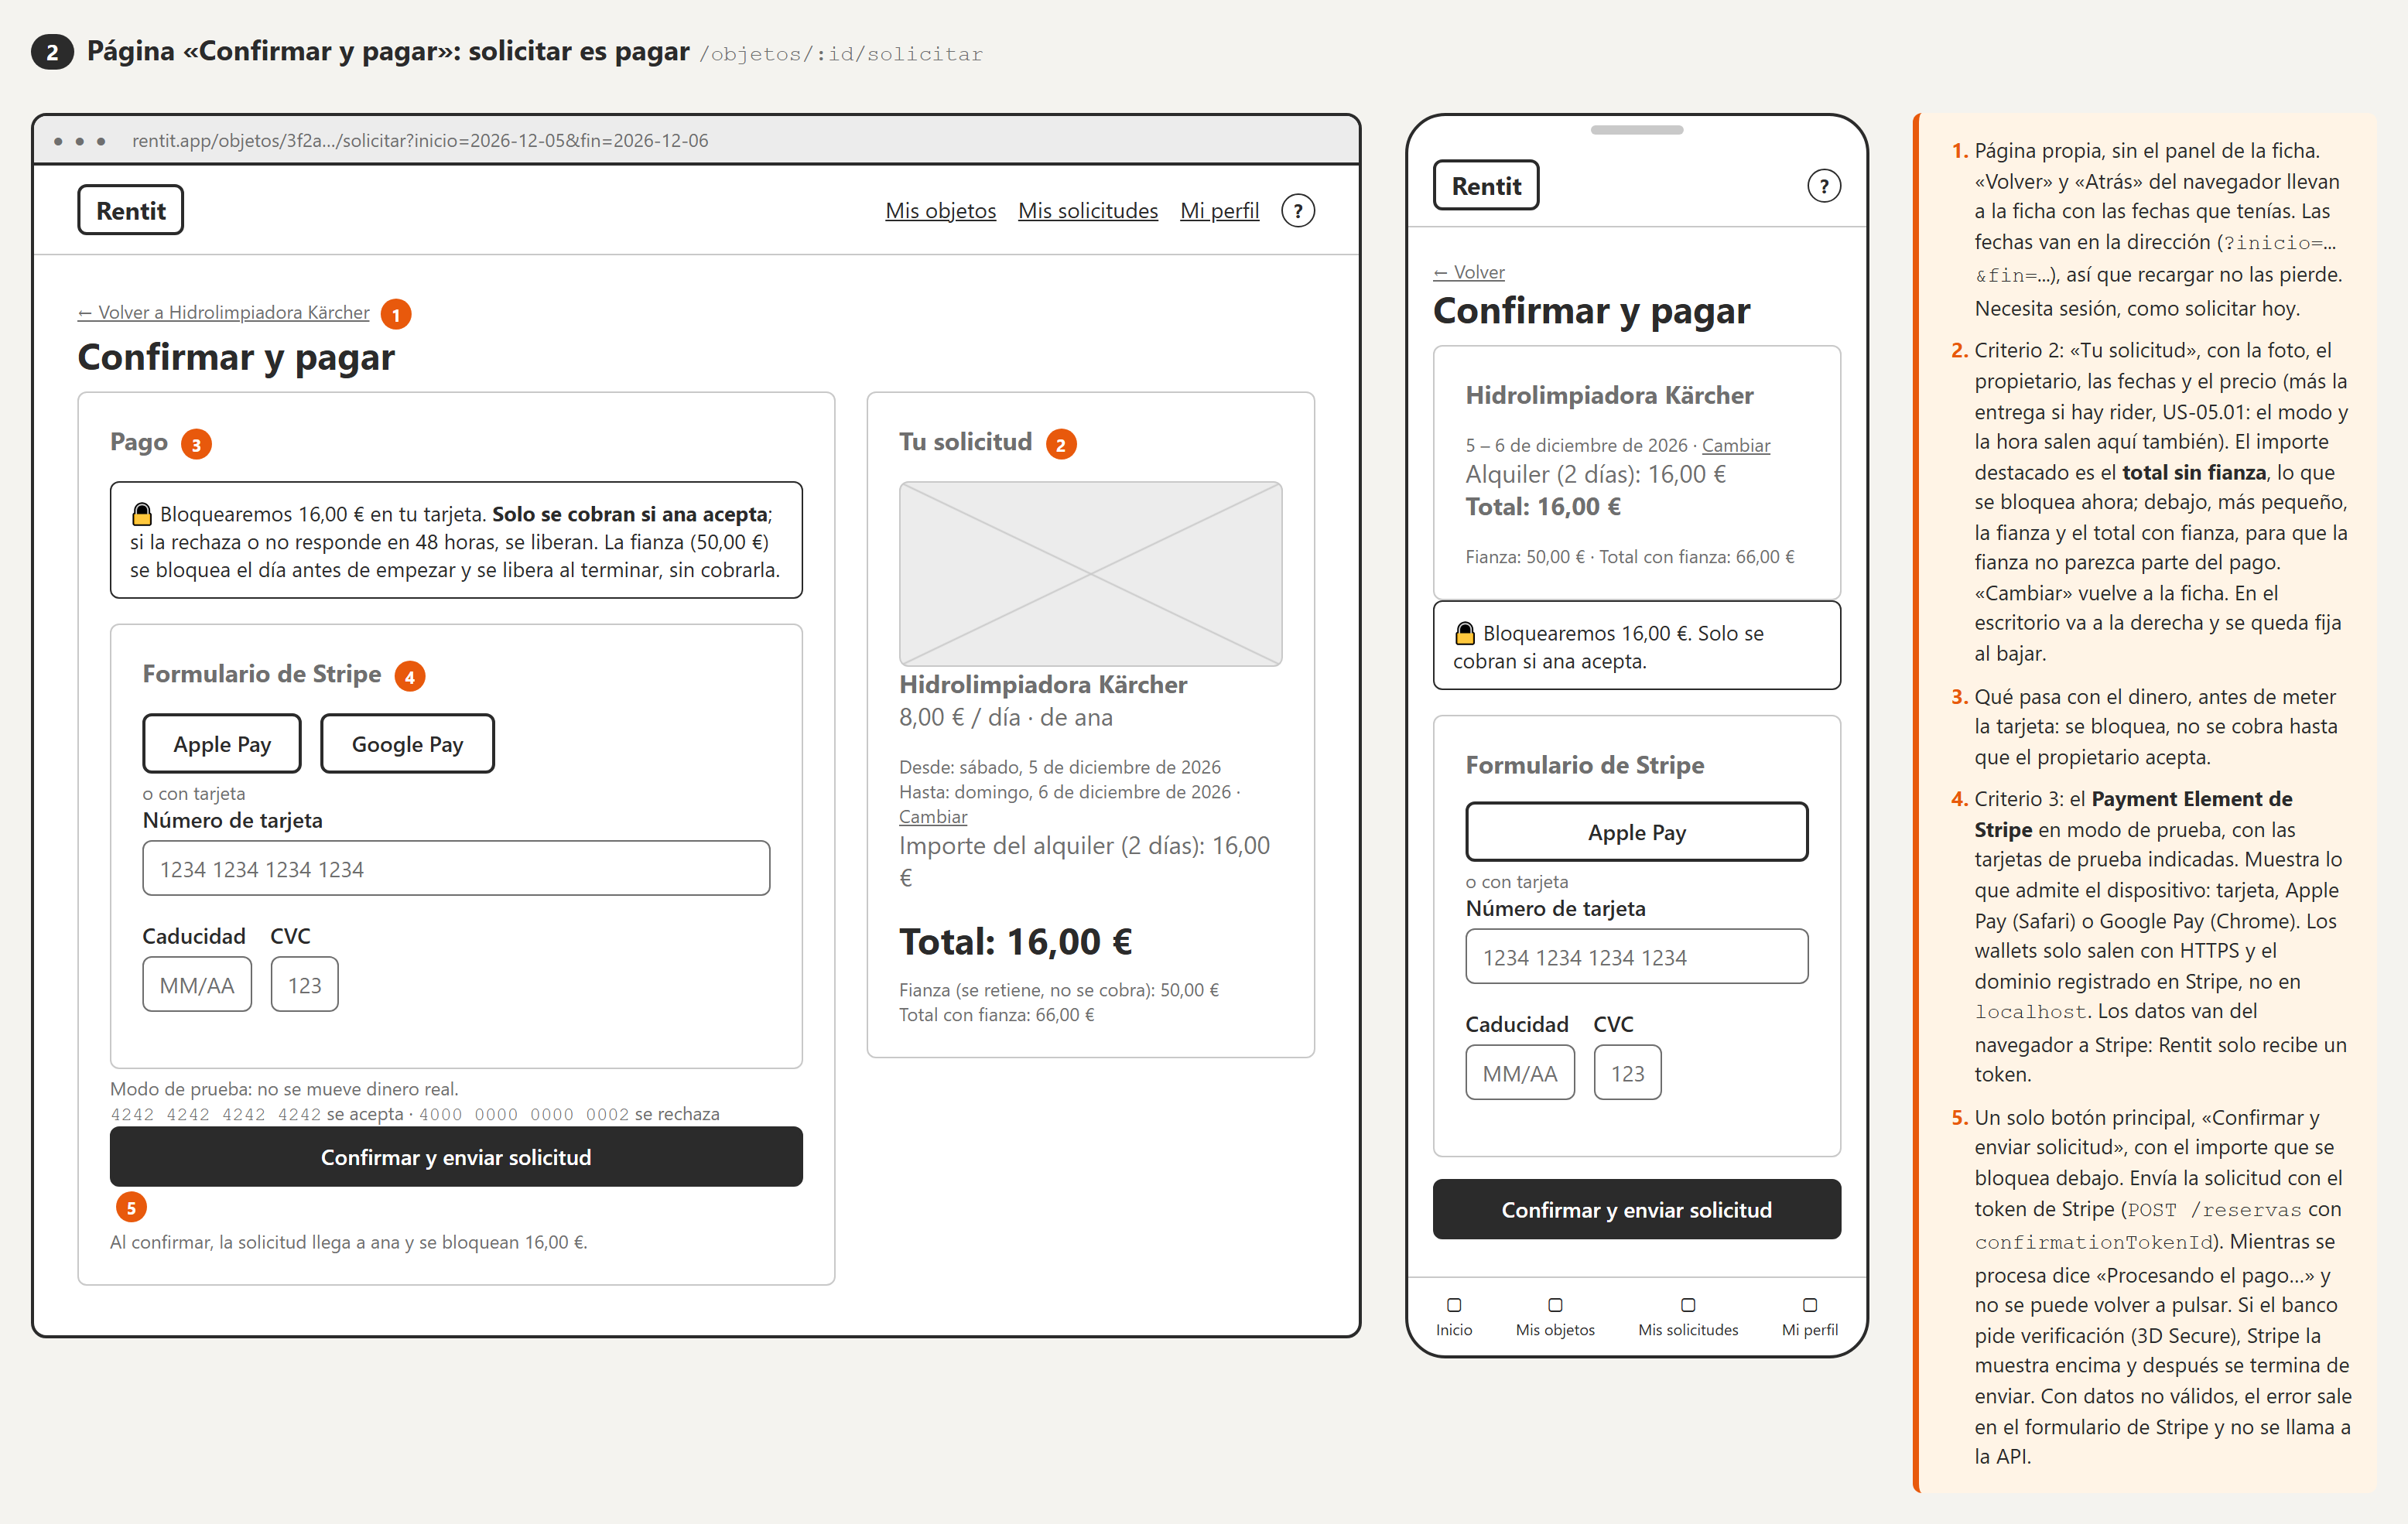 2 Página «Confirmar y pagar»: solicitar es pagar /objetos/:id/solicitar
rentit.app/objetos/3f2a.../solicitar?inicio=2026-12-05&fin=2026-12-06
Rentit
Mis objetos Mis solicitudes Mi perfil ?
← Volver a Hidrolimpiadora Kärcher 1
Confirmar y pagar
Pago 3
🔒 Bloquearemos 16,00 € en tu tarjeta. Solo se cobran si ana acepta;
si la rechaza o no responde en 48 horas, se liberan. La fianza (50,00 €)
se bloquea el día antes de empezar y se libera al terminar, sin cobrarla.
Formulario de Stripe 4
Apple Pay Google Pay
o con tarjeta
Número de tarjeta
1234 1234 1234 1234
Caducidad CVC
MM/AA 123
Modo de prueba: no se mueve dinero real.
4242 4242 4242 4242 se acepta · 4000 0000 0000 0002 se rechaza
Confirmar y enviar solicitud
5
Al confirmar, la solicitud llega a ana y se bloquean 16,00 €.
Tu solicitud 2
Hidrolimpiadora Kärcher
8,00 € / día · de ana
Desde: sábado, 5 de diciembre de 2026
Hasta: domingo, 6 de diciembre de 2026 ·
Cambiar
Importe del alquiler (2 días): 16,00
€
Total: 16,00 €
Fianza (se retiene, no se cobra): 50,00 €
Total con fianza: 66,00 €
Rentit ?
← Volver
Confirmar y pagar
Hidrolimpiadora Kärcher
5 – 6 de diciembre de 2026 · Cambiar
Alquiler (2 días): 16,00 €
Total: 16,00 €
Fianza: 50,00 € · Total con fianza: 66,00 €
🔒 Bloquearemos 16,00 €. Solo se
cobran si ana acepta.
Formulario de Stripe
Apple Pay
o con tarjeta
Número de tarjeta
1234 1234 1234 1234
Caducidad CVC
MM/AA 123
Confirmar y enviar solicitud
Inicio Mis objetos Mis solicitudes Mi perfil
1. Página propia, sin el panel de la ficha.
«Volver» y «Atrás» del navegador llevan
a la ficha con las fechas que tenías. Las
fechas van en la dirección (?inicio=…
&fin=…), así que recargar no las pierde.
Necesita sesión, como solicitar hoy.
2. Criterio 2: «Tu solicitud», con la foto, el
propietario, las fechas y el precio (más la
entrega si hay rider, US-05.01: el modo y
la hora salen aquí también). El importe
destacado es el total sin fianza, lo que
se bloquea ahora; debajo, más pequeño,
la fianza y el total con fianza, para que la
fianza no parezca parte del pago.
«Cambiar» vuelve a la ficha. En el
escritorio va a la derecha y se queda fija
al bajar.
3. Qué pasa con el dinero, antes de meter
la tarjeta: se bloquea, no se cobra hasta
que el propietario acepta.
4. Criterio 3: el Payment Element de
Stripe en modo de prueba, con las
tarjetas de prueba indicadas. Muestra lo
que admite el dispositivo: tarjeta, Apple
Pay (Safari) o Google Pay (Chrome). Los
wallets solo salen con HTTPS y el
dominio registrado en Stripe, no en
localhost. Los datos van del
navegador a Stripe: Rentit solo recibe un
token.
5. Un solo botón principal, «Confirmar y
enviar solicitud», con el importe que se
bloquea debajo. Envía la solicitud con el
token de Stripe (POST /reservas con
confirmationTokenId). Mientras se
procesa dice «Procesando el pago…» y
no se puede volver a pulsar. Si el banco
pide verificación (3D Secure), Stripe la
muestra encima y después se termina de
enviar. Con datos no válidos, el error sale
en el formulario de Stripe y no se llama a
la API.